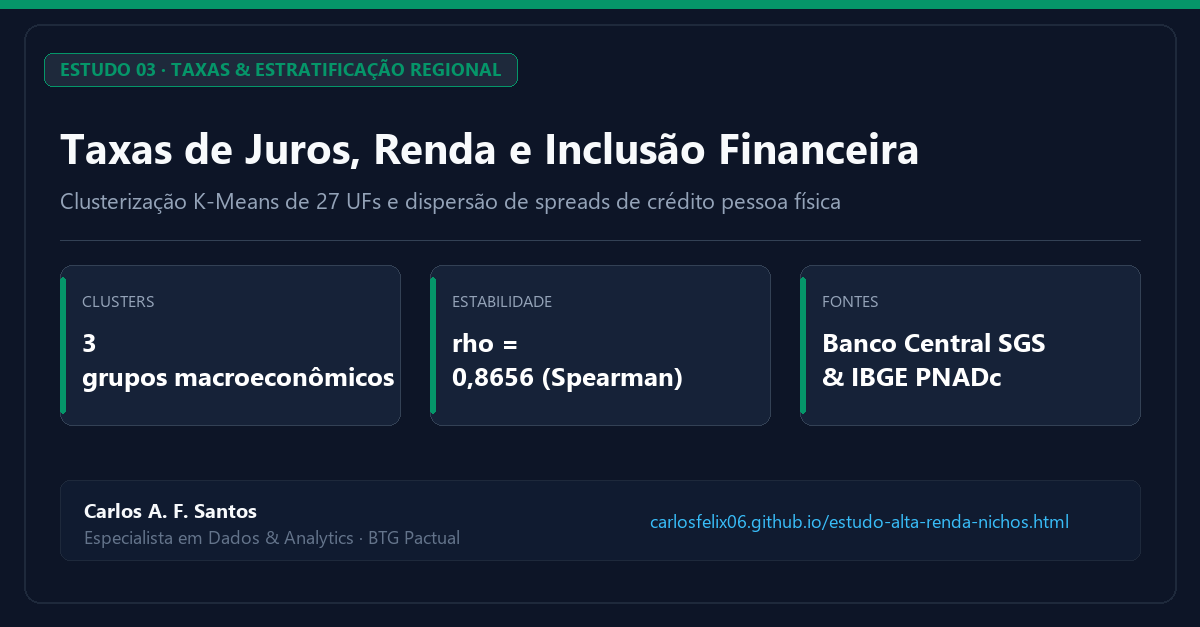 ESTUDO 03 · TAXAS & ESTRATIFICAÇÃO REGIONAL
Taxas de Juros, Renda e Inclusão Financeira
Clusterização K-Means de 27 UFs e dispersão de spreads de crédito pessoa física
CLUSTERS
3
grupos macroeconômicos
ESTABILIDADE
rho =
0,8656 (Spearman)
FONTES
Banco Central SGS
& IBGE PNADc
Carlos A. F. Santos
Especialista em Dados & Analytics · BTG Pactual
carlosfelix06.github.io/estudo-alta-renda-nichos.html